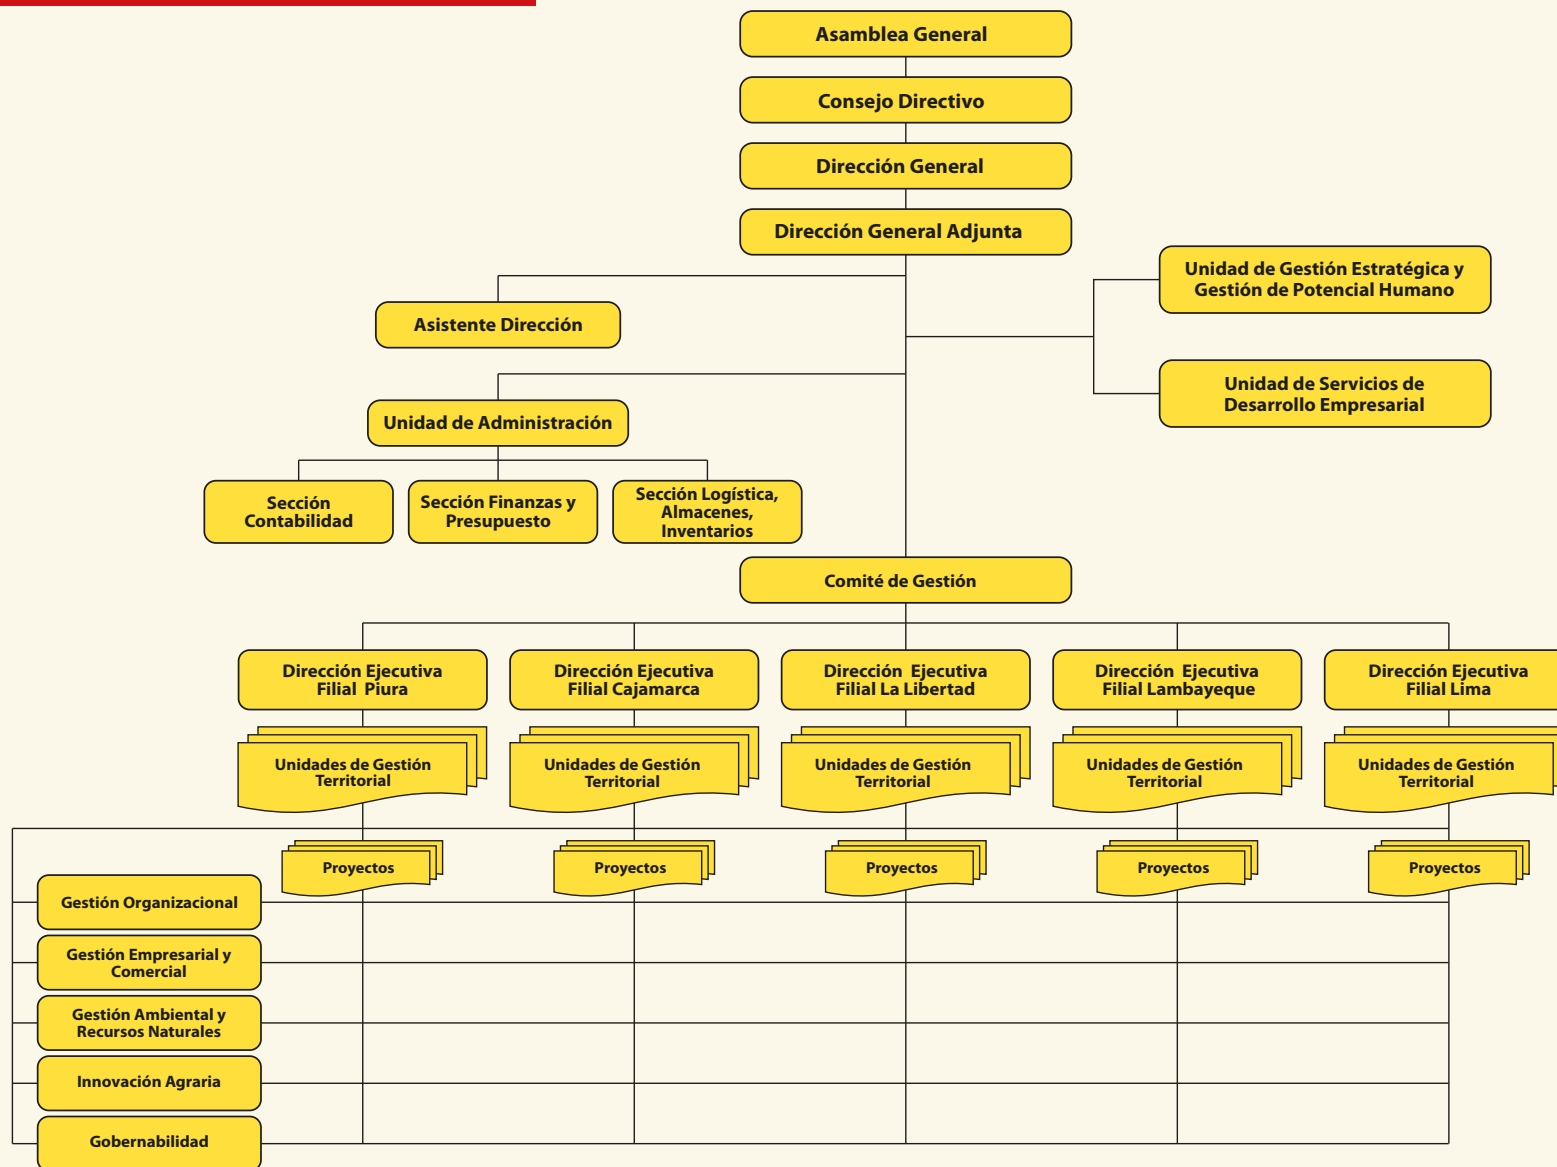 Asamblea General
Consejo Directivo
Dirección General
Dirección General Adjunta
Unidad de Gestión Estratégica y
Gestión de Potencial Humano
Asistente Dirección
Unidad de Servicios de
Desarrollo Empresarial
Unidad de Administración
Sección
Contabilidad
Sección Finanzas y
Presupuesto
Sección Logística,
Almacenes,
Inventarios
Comité de Gestión
Dirección Ejecutiva
Filial Piura
Dirección Ejecutiva
Filial Cajamarca
Dirección Ejecutiva
Filial La Libertad
Dirección Ejecutiva
Filial Lambayeque
Dirección Ejecutiva
Filial Lima
Unidades de Gestión
Territorial
Unidades de Gestión
Territorial
Unidades de Gestión
Territorial
Unidades de Gestión
Territorial
Unidades de Gestión
Territorial
Proyectos
Proyectos
Proyectos
Proyectos
Proyectos
Gestión Organizacional
Gestión Empresarial y
Comercial
Gestión Ambiental y
Recursos Naturales
Innovación Agraria
Gobernabilidad